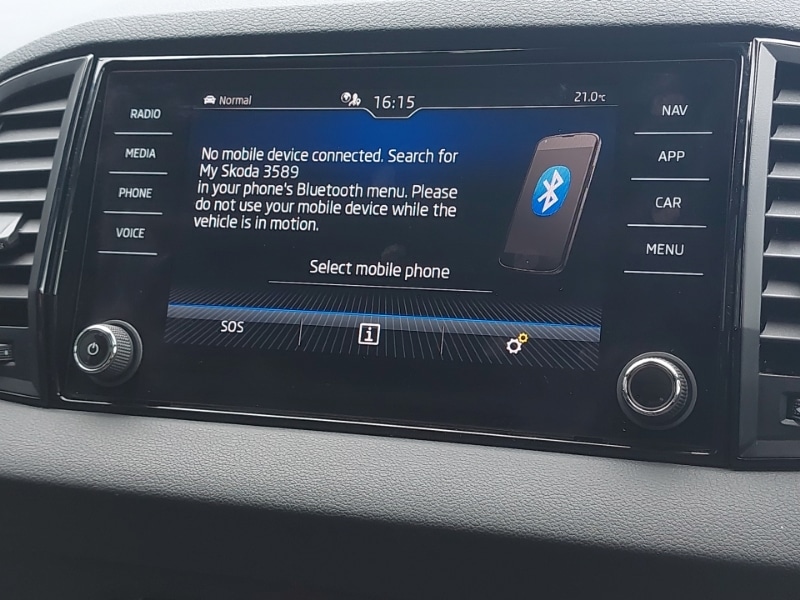 Normal
16:15
21.0°c
RADIO
MEDIA
PHONE
VOICE
No mobile device connected. Search for
My Skoda 3589
in your phone's Bluetooth menu. Please
do not use your mobile device while the
vehicle is in motion.
Select mobile phone
SOS
i
NAV
APP
CAR
MENU